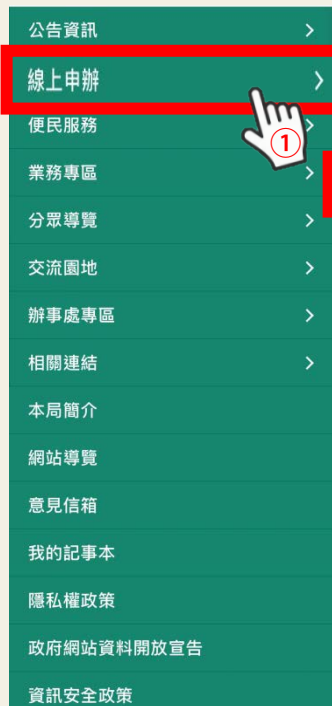 公告資訊 >
線上申辦 >
①
便民服務 >
業務專區 >
分眾導覽 >
交流園地 >
辦事處專區 >
相關連結 >
本局簡介
網站導覽
意見信箱
我的記事本
隱私權政策
政府網站資料開放宣告
資訊安全政策